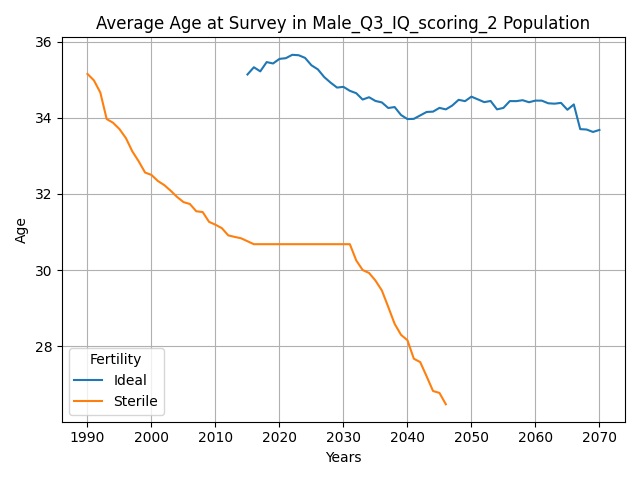 Average Age at Survey in Male_Q3_IQ_scoring_2 Population
36
34
32
30
28
Age
Fertility
Ideal
Sterile
1990 2000 2010 2020 2030 2040 2050 2060 2070
Years